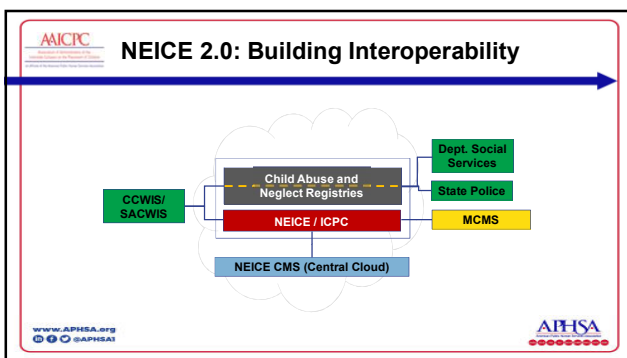 AAICPC
NEICE 2.0: Building Interoperability
Dept. Social
Services
Child Abuse and
Neglect Registries
State Police
CCWIS/
SACWIS
NEICE / ICPC
MCMS
NEICE CMS (Central Cloud)
www.APHSA.org
@APHSA1
APHSA